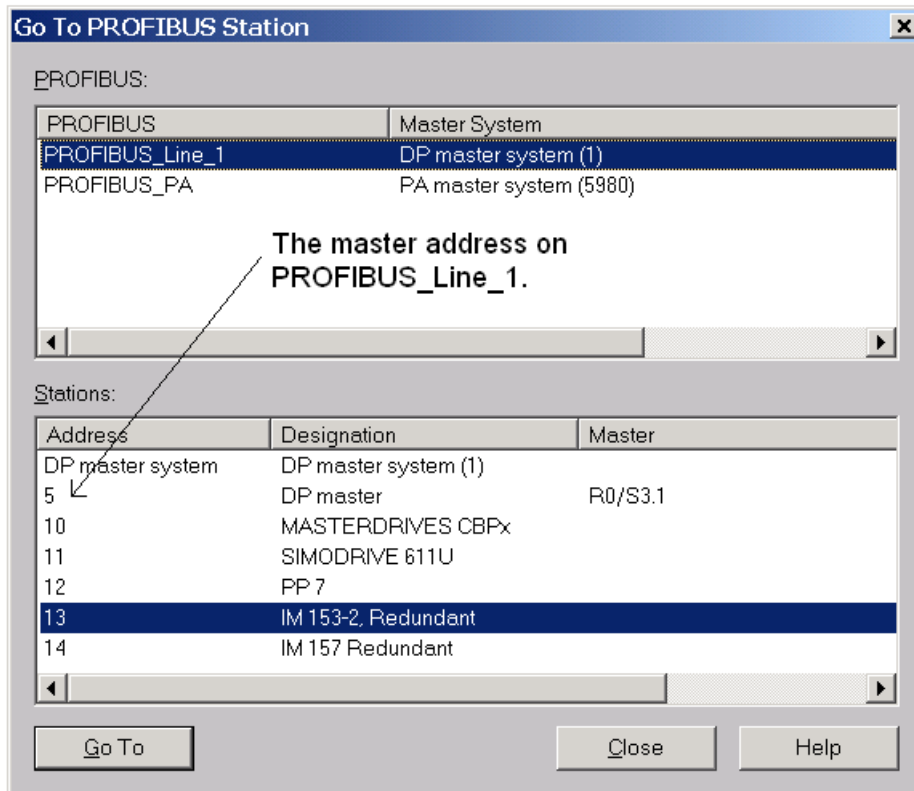 Go To PROFIBUS Station
PROFIBUS:
PROFIBUS Master System
PROFIBUS_Line_1 DP master system (1)
PROFIBUS_PA PA master system (5980)
The master address on
PROFIBUS_Line_1.
Stations:
Address Designation Master
DP master system DP master system (1)
5 DP master R0/S3.1
10 MASTERDRIVES CBPx
11 SIMODRIVE 611U
12 PP 7
13 IM 153-2, Redundant
14 IM 157 Redundant
Go To Close Help